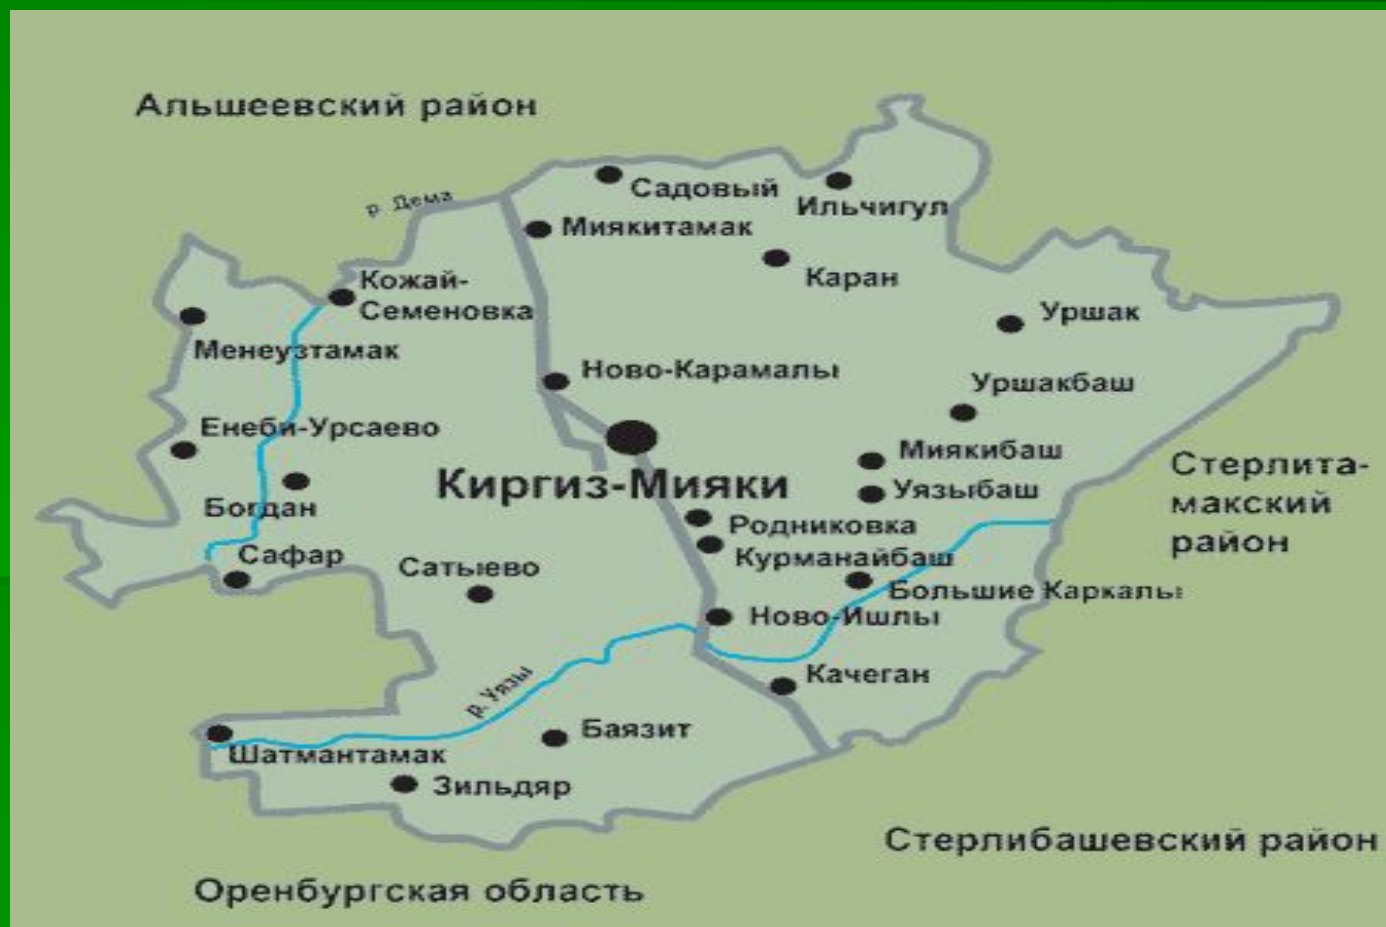 Альшеевский район
р. Дема
Садовый
Ильчигул
Миякитамак
Каран
Кожай-
Семеновка
Уршак
Менеузтамак
Ново-Карамалы
Уршакбаш
Енеби-Урсаево
Миякибаш
Стерлита-
макский
район
Киргиз-Мияки
Уязыбаш
Богдан
Родниковка
Сафар
Курманайбаш
Сатыево
Большие Каркалы
Ново-Ишлы
Качеган
р. Уязы
Баязит
Шатмантамак
Зильдяр
Стерлибашевский район
Оренбургская область